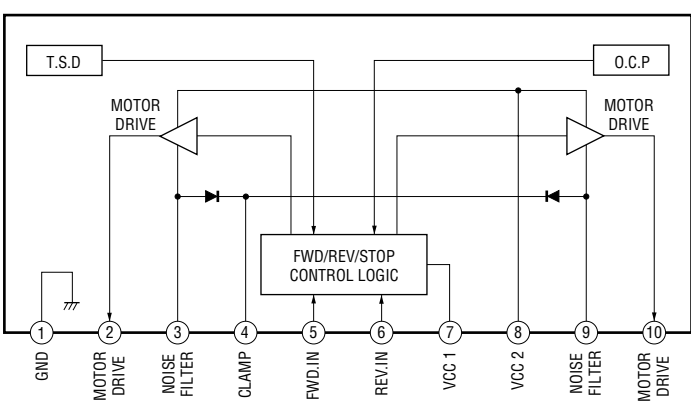 T.S.D
O.C.P
MOTOR
DRIVE
MOTOR
DRIVE
FWD/REV/STOP
CONTROL LOGIC
1
2
3
4
5
6
7
8
9
10
GND
MOTOR
DRIVE
NOISE
FILTER
CLAMP
FWD.IN
REV.IN
VCC 1
VCC 2
NOISE
FILTER
MOTOR
DRIVE